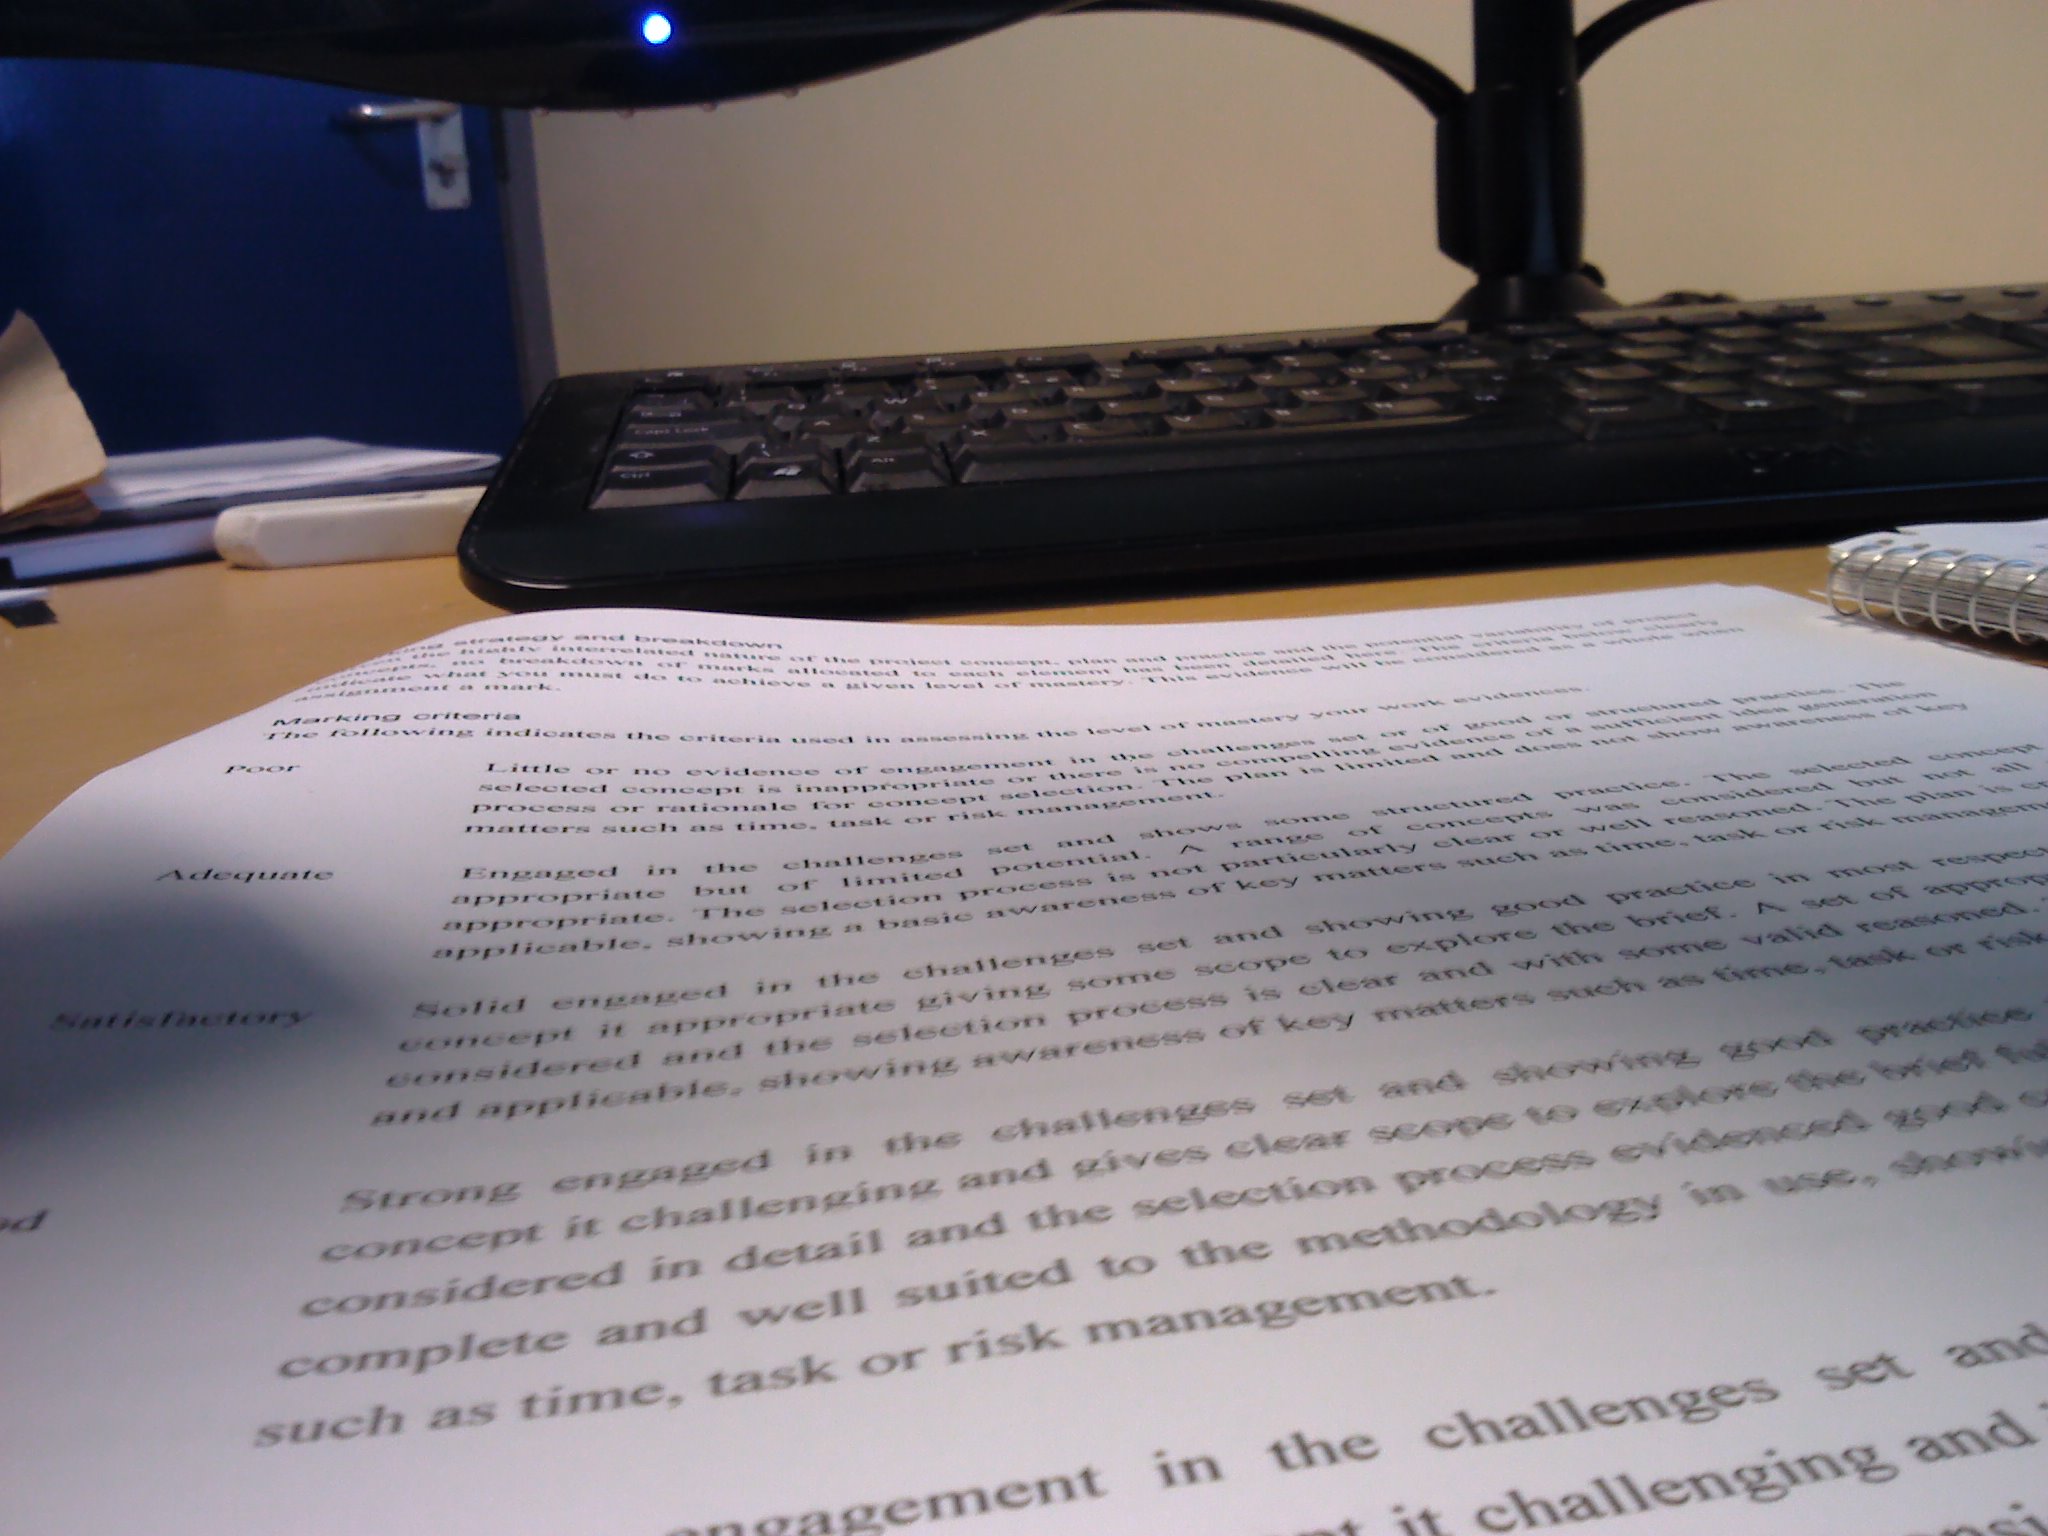 strategy and breakdown
the highly interrelated nature of the project concept, plan and practice and the potential variability of project
concepts, no breakdown of marks allocated to each element has been detailed here. The criteria below clearly
indicate what you must do to achieve a given level of mastery. This evidence will be considered as a whole when
assignment a mark.
Marking criteria
The following indicates the criteria used in assessing the level of mastery your work evidences.
Poor
Little or no evidence of engagement in the challenges set or of good or structured practice. The
selected concept is inappropriate or there is no compelling evidence of a sufficient idea generation
process or rationale for concept selection. The plan is limited and does not show awareness of key
matters such as time, task or risk management.
Adequate
Engaged in the challenges set and shows some structured practice. The selected concept
appropriate but of limited potential. A range of concepts was considered but not all
appropriate. The selection process is not particularly clear or well reasoned. The plan is
applicable, showing a basic awareness of key matters such as time, task or risk management
Satisfactory
Solid engaged in the challenges set and showing good practice in most respect
concept it appropriate giving some scope to explore the brief. A set of
considered and the selection process is clear and with some valid reasoned.
and applicable, showing awareness of key matters such as time, task or risk
Strong engaged in the challenges set and showing good practice
concept it challenging and gives clear scope to explore the brief
considered in detail and the selection process evidenced good
complete and well suited to the methodology in use,
such as time, task or risk management.
engagement in the challenges set and
it challenging and
Caps Lock
Ctrl
Alt